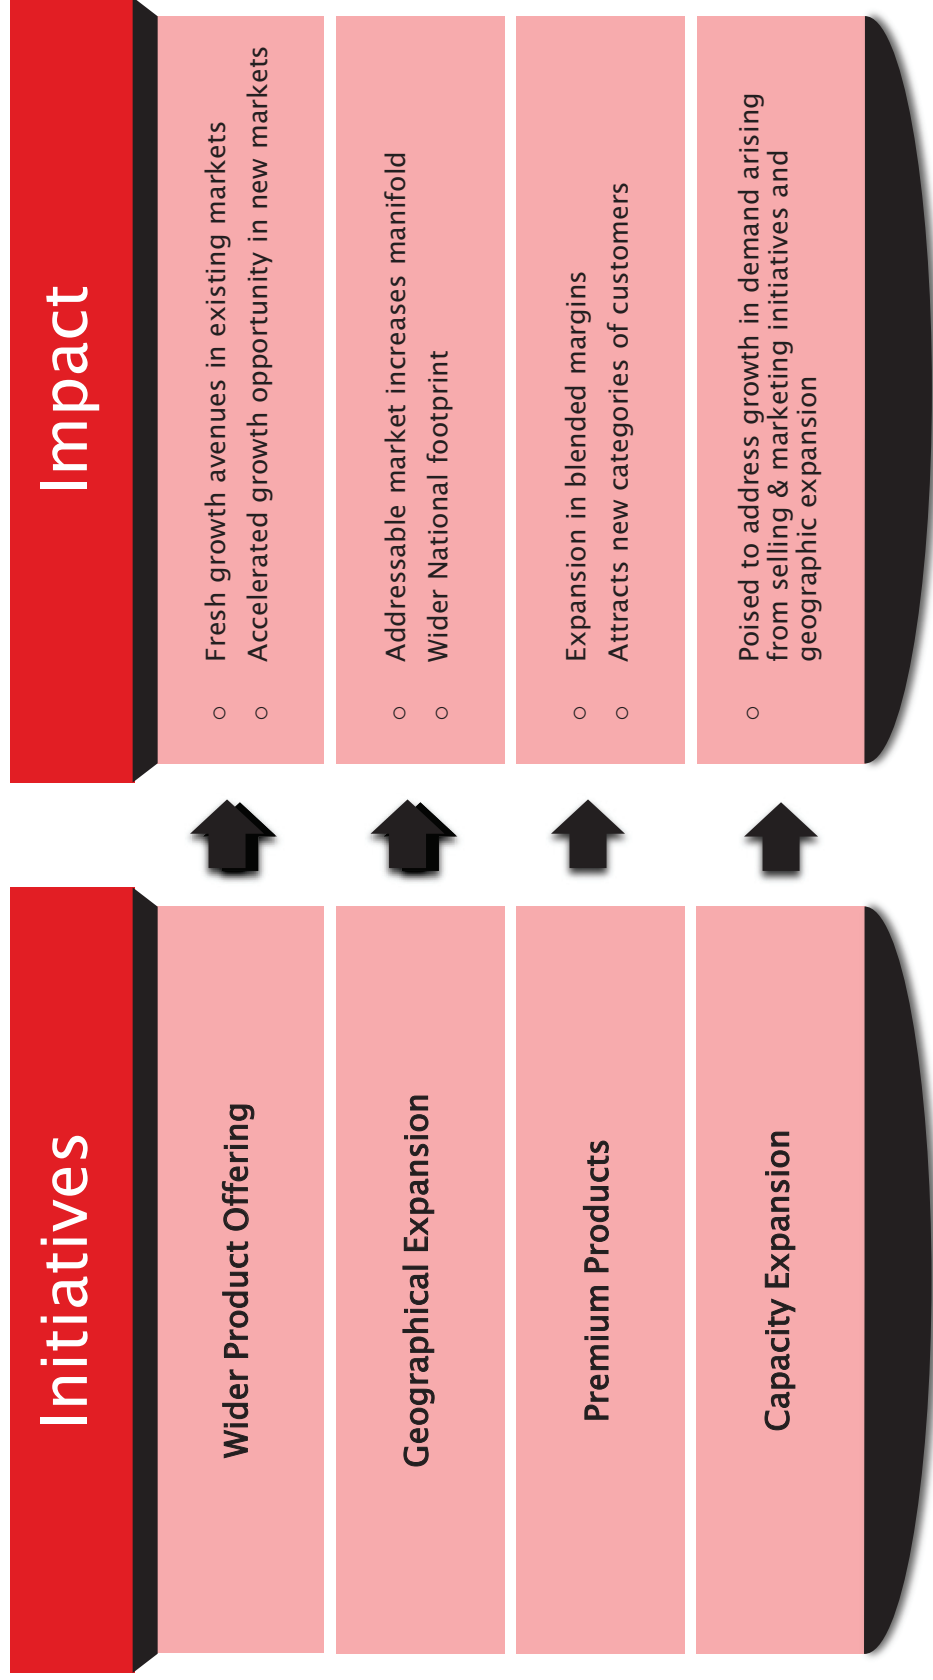 Initiatives
Impact
Wider Product Offering
○ Fresh growth avenues in existing markets
○ Accelerated growth opportunity in new markets
Geographical Expansion
○ Addressable market increases manifold
○ Wider National footprint
Premium Products
○ Expansion in blended margins
○ Attracts new categories of customers
Capacity Expansion
○ Poised to address growth in demand arising
from selling & marketing initiatives and
geographic expansion